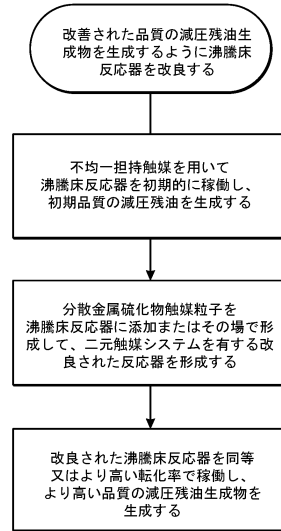 改善された品質の減圧残油生
成物を生成するように沸騰床
反応器を改良する
不均一担持触媒を用いて
沸騰床反応器を初期的に稼働し、
初期品質の減圧残油を生成する
分散金属硫化物触媒粒子を
沸騰床反応器に添加またはその場で形
成して、二元触媒システムを有する改
良された反応器を形成する
改良された沸騰床反応器を同等
又はより高い転化率で稼働し、
より高い品質の減圧残油生成物を
生成する